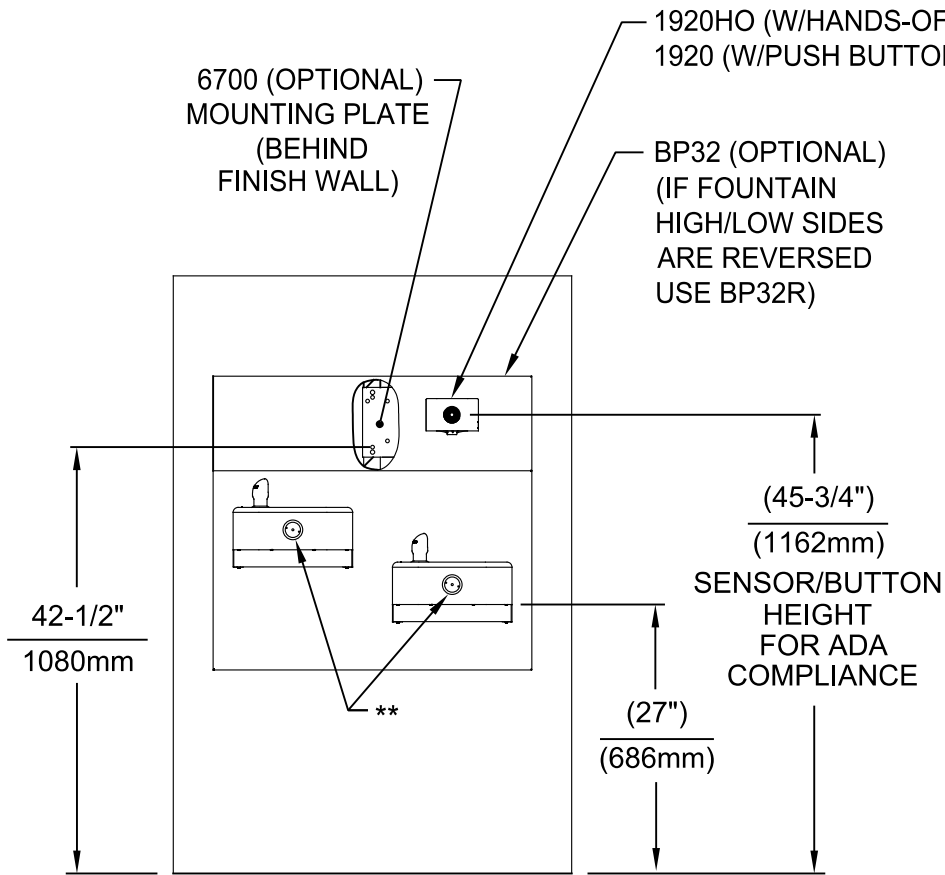 1920HO (W/HANDS-OF
1920 (W/PUSH BUTTON
6700 (OPTIONAL)
MOUNTING PLATE
(BEHIND
FINISH WALL)
BP32 (OPTIONAL)
(IF FOUNTAIN
HIGH/LOW SIDES
ARE REVERSED
USE BP32R)
(45-3/4")
(1162mm)
SENSOR/BUTTON
HEIGHT
FOR ADA
COMPLIANCE
42-1/2"
1080mm
**
(27")
(686mm)